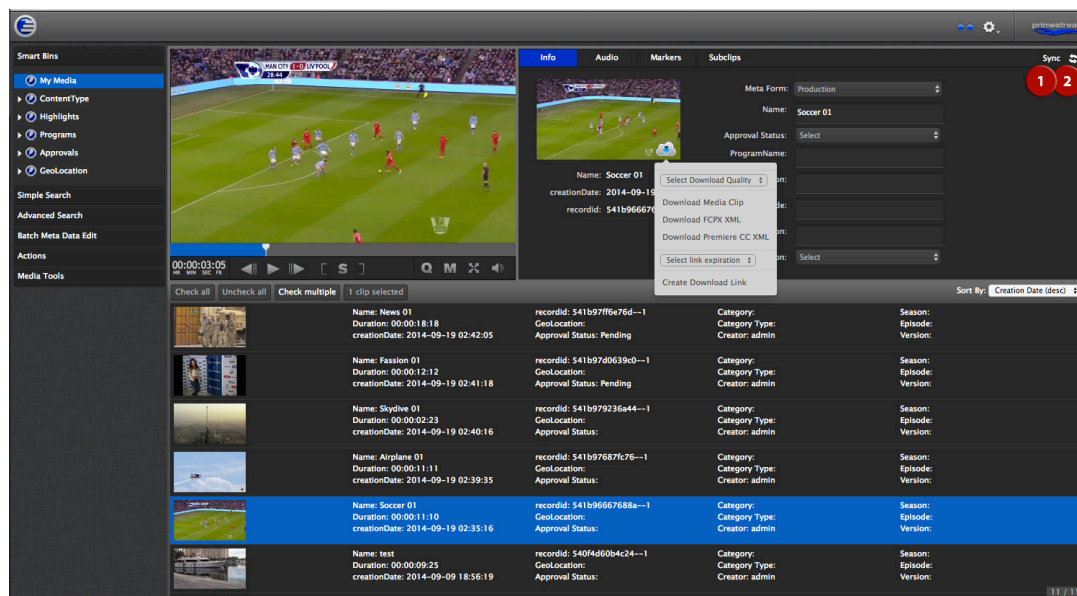 primestrea
Smart Bins
My Media
ContentType
Highlights
Programs
Approvals
GeoLocation
Simple Search
Advanced Search
Batch Meta Data Edit
Actions
Media Tools
MAN CITY 1-0 LIV'POOL
28:44
00:00:03:05
HR MIN SEC FR
S
Q M
Info Audio Markers Subclips
Sync
1 2
Name: Soccer 01
creationDate: 2014-09-19
recordid: 541b96667
Meta Form: Production
Name: Soccer 01
Approval Status: Select
ProgramName:
on:
de:
on:
on: Select
Select Download Quality
Download Media Clip
Download FCPX XML
Download Premiere CC XML
Select link expiration
Create Download Link
Check all Uncheck all Check multiple 1 clip selected
Sort By: Creation Date (desc)
Name: News 01 recordid: 541b97ff6e76d--1 Category: Season:
Duration: 00:00:18:18 GeoLocation: Category Type: Episode:
creationDate: 2014-09-19 02:42:05 Approval Status: Pending Creator: admin Version:
Name: Fassion 01 recordid: 541b97d0639c0--1 Category: Season:
Duration: 00:00:12:12 GeoLocation: Category Type: Episode:
creationDate: 2014-09-19 02:41:18 Approval Status: Pending Creator: admin Version:
Name: Skydive 01 recordid: 541b979236a44--1 Category: Season:
Duration: 00:00:02:23 GeoLocation: Category Type: Episode:
creationDate: 2014-09-19 02:40:16 Approval Status: Creator: admin Version:
Name: Airplane 01 recordid: 541b97687fc76--1 Category: Season:
Duration: 00:00:11:11 GeoLocation: Category Type: Episode:
creationDate: 2014-09-19 02:39:35 Approval Status: Creator: admin Version:
Name: Soccer 01 recordid: 541b96667688a--1 Category: Season:
Duration: 00:00:11:10 GeoLocation: Category Type: Episode:
creationDate: 2014-09-19 02:35:16 Approval Status: Creator: admin Version:
Name: test recordid: 540f4d60b4c24--1 Category: Season:
Duration: 00:00:09:25 GeoLocation: Category Type: Episode:
creationDate: 2014-09-09 18:56:19 Approval Status: Creator: admin Version:
11 / 11